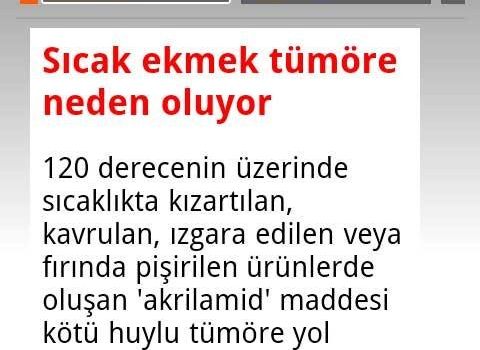 Sıcak ekmek tümöre
neden oluyor
120 derecenin üzerinde
sıcaklıkta kızartılan,
kavrulan, ızgara edilen veya
fırında pişirilen ürünlerde
oluşan 'akrilamid' maddesi
kötü huylu tümöre yol